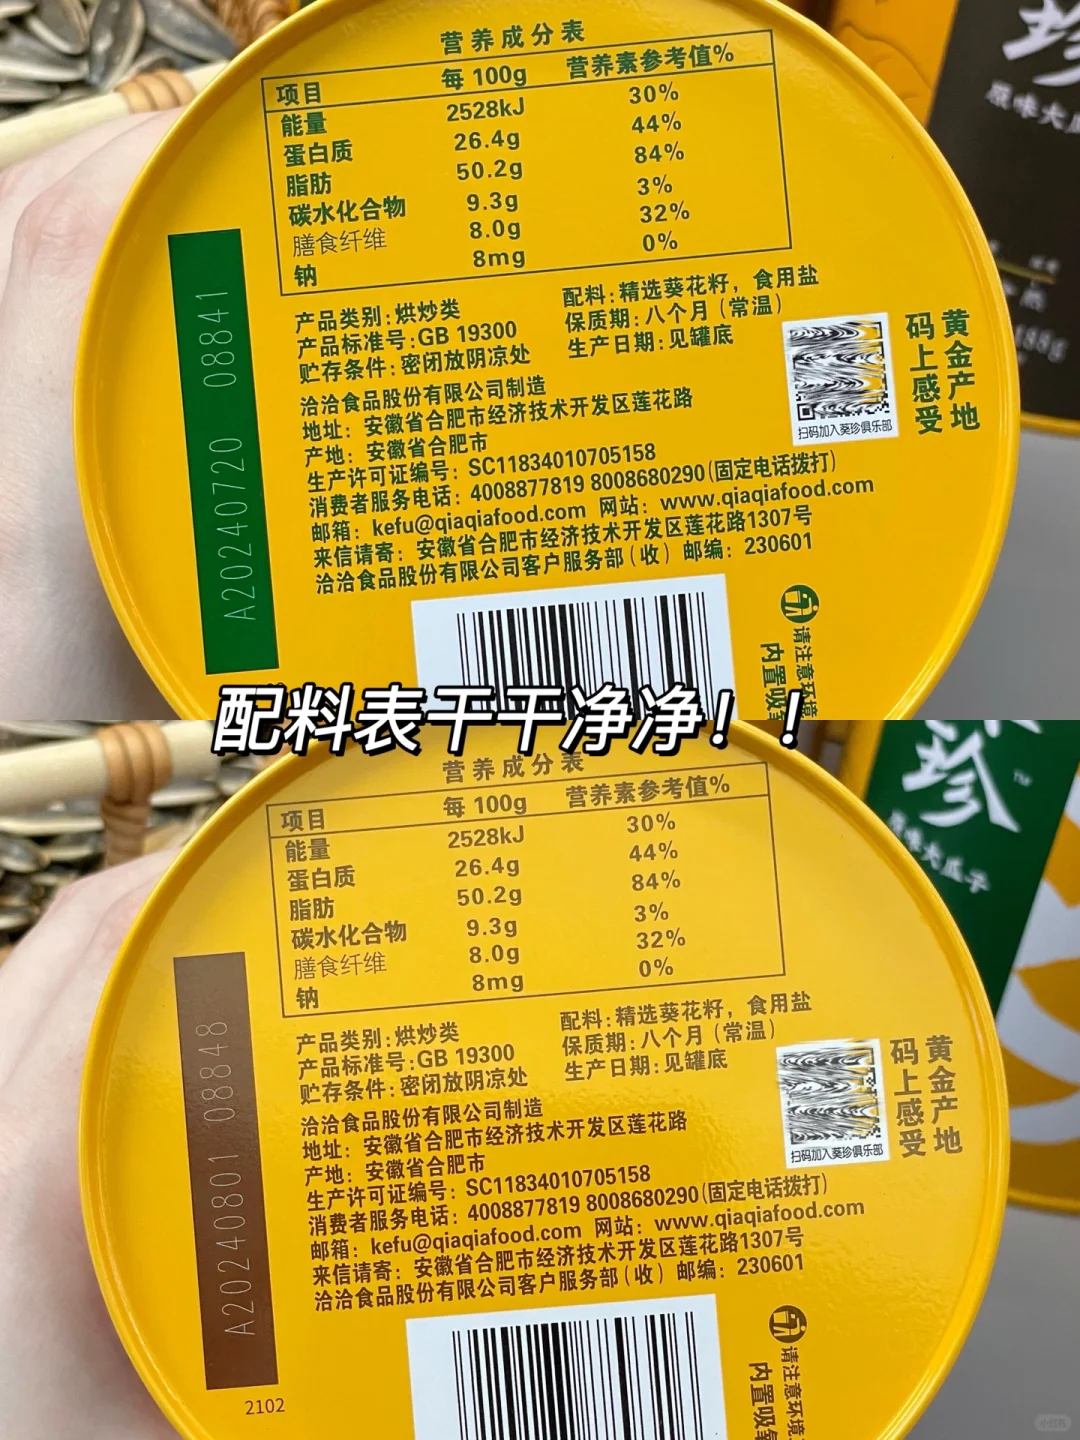 营养成分表
项目 每 100g 营养素参考值%
能量 2528kJ 30%
蛋白质 26.4g 44%
脂肪 50.2g 84%
碳水化合物 9.3g 3%
膳食纤维 8.0g 32%
钠 8mg 0%
产品类别:烘炒类
产品标准号:GB 19300
贮存条件:密闭放阴凉处
配料:精选葵花籽，食用盐
保质期:八个月（常温）
生产日期:见罐底
洽洽食品股份有限公司制造
地址：安徽省合肥市经济技术开发区莲花路
产地：安徽省合肥市
生产许可证编号：SC11834010705158
消费者服务电话：4008877819 8008680290(固定电话拨打)
邮箱：kefu@qiaqiafood.com 网站：www.qiaqiafood.com
来信请寄：安徽省合肥市经济技术开发区莲花路1307号
洽洽食品股份有限公司客户服务部（收）邮编：230601
扫码加入葵珍俱乐部
黄金产地
码上感受
A20240720 08841
请注意环境
内置吸氧
珍
原味大瓜
188g
配料表干干净净！！
营养成分表
项目 每 100g 营养素参考值%
能量 2528kJ 30%
蛋白质 26.4g 44%
脂肪 50.2g 84%
碳水化合物 9.3g 3%
膳食纤维 8.0g 32%
钠 8mg 0%
产品类别:烘炒类
产品标准号:GB 19300
贮存条件:密闭放阴凉处
配料:精选葵花籽，食用盐
保质期:八个月（常温）
生产日期:见罐底
洽洽食品股份有限公司制造
地址：安徽省合肥市经济技术开发区莲花路
产地：安徽省合肥市
生产许可证编号：SC11834010705158
消费者服务电话：4008877819 8008680290(固定电话拨打)
邮箱：kefu@qiaqiafood.com 网站：www.qiaqiafood.com
来信请寄：安徽省合肥市经济技术开发区莲花路1307号
洽洽食品股份有限公司客户服务部（收）邮编：230601
扫码加入葵珍俱乐部
黄金产地
码上感受
A20240801 08848
2102
请注意环境
内置吸氧
珍™
原味大瓜子
小红书